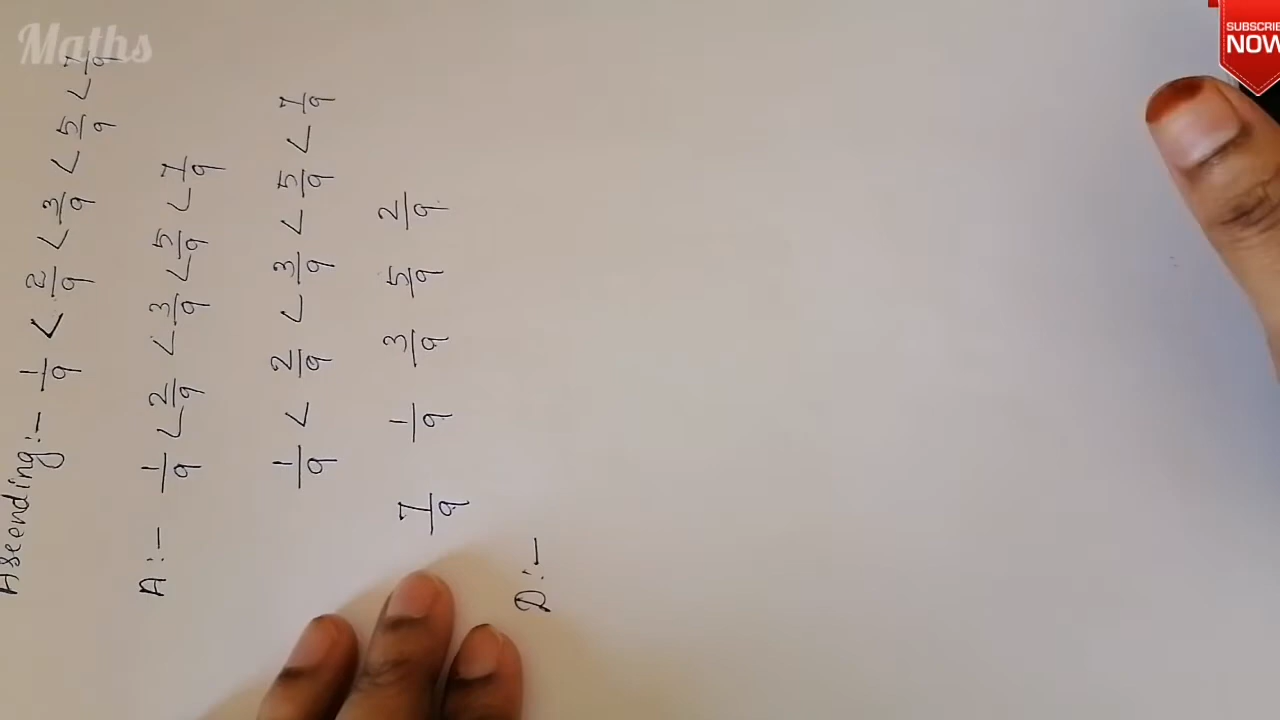 Maths
SUBSCRIBE
NOW
Ascending:- 1/9 < 2/9 < 3/9 < 5/9 < 7/9
A:- 1/9 < 2/9 < 3/9 < 5/9 < 7/9
1/9 < 2/9 < 3/9 < 5/9 < 7/9
7/9 1/9 3/9 5/9 2/9
D:-